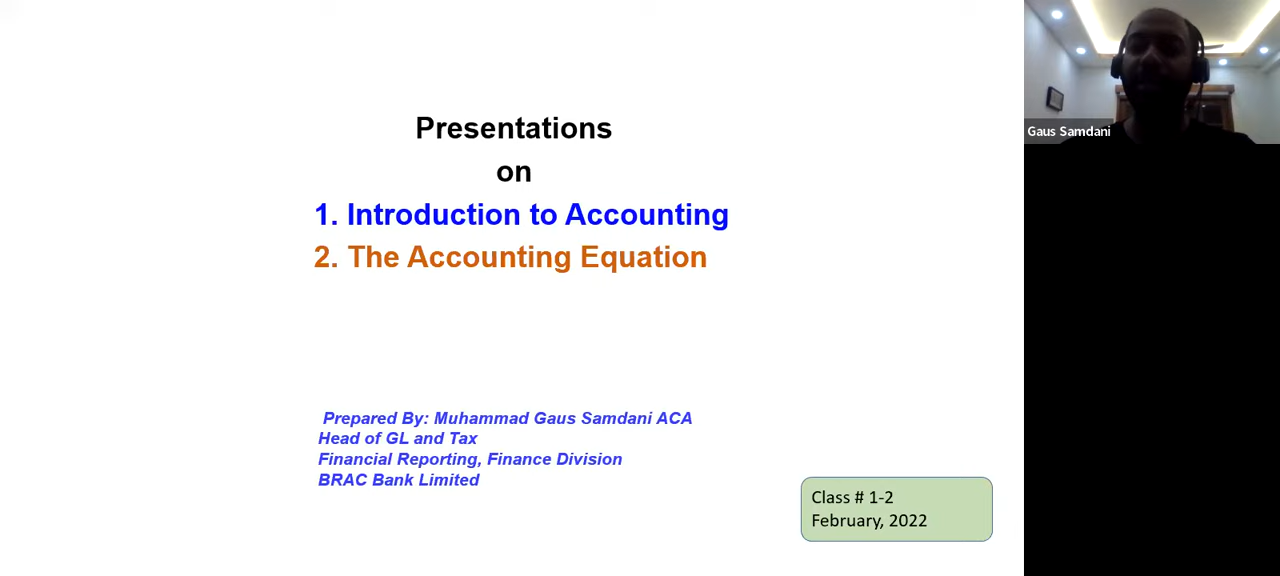 Presentations
on
1. Introduction to Accounting
2. The Accounting Equation
Prepared By: Muhammad Gaus Samdani ACA
Head of GL and Tax
Financial Reporting, Finance Division
BRAC Bank Limited
Class # 1-2
February, 2022
Gaus Samdani